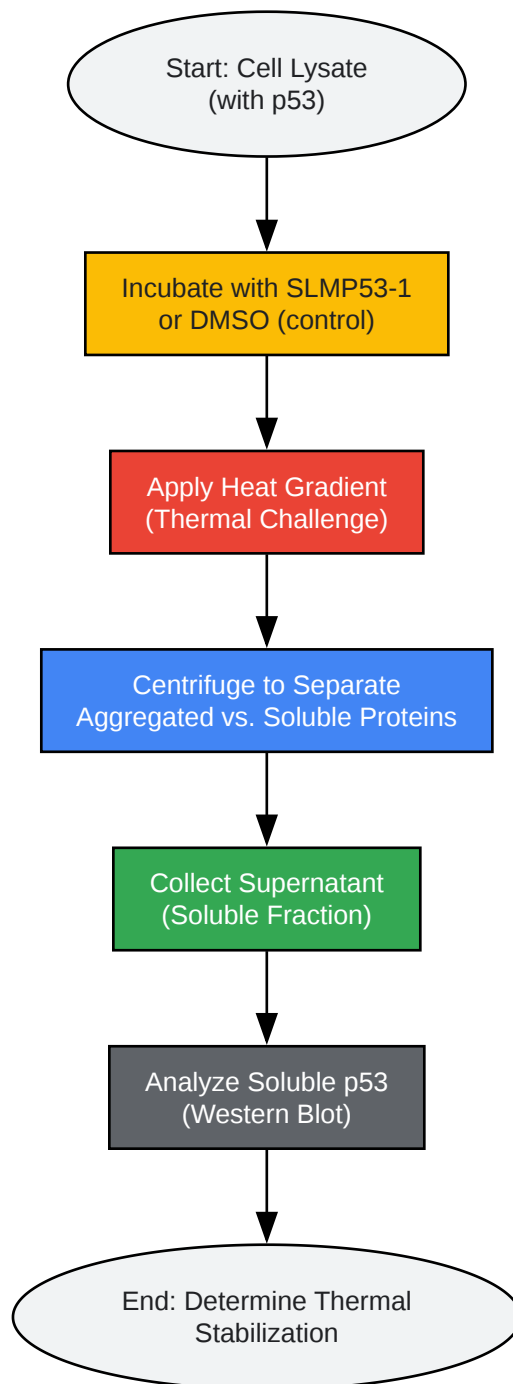 Start: Cell Lysate
(with p53)
Incubate with SLMP53-1
or DMSO (control)
Apply Heat Gradient
(Thermal Challenge)
Centrifuge to Separate
Aggregated vs. Soluble Proteins
Collect Supernatant
(Soluble Fraction)
Analyze Soluble p53
(Western Blot)
End: Determine Thermal
Stabilization